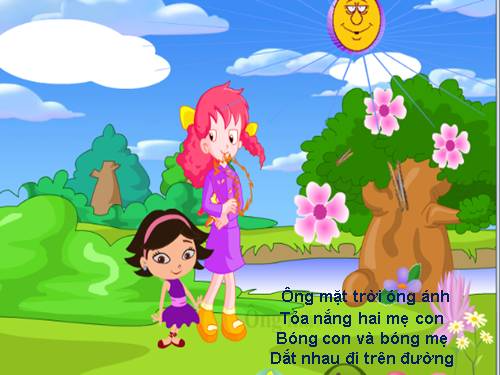 Ông mặt trời óng ánh
Tỏa nắng hai mẹ con
Bóng con và bóng mẹ
Dắt nhau đi trên đường